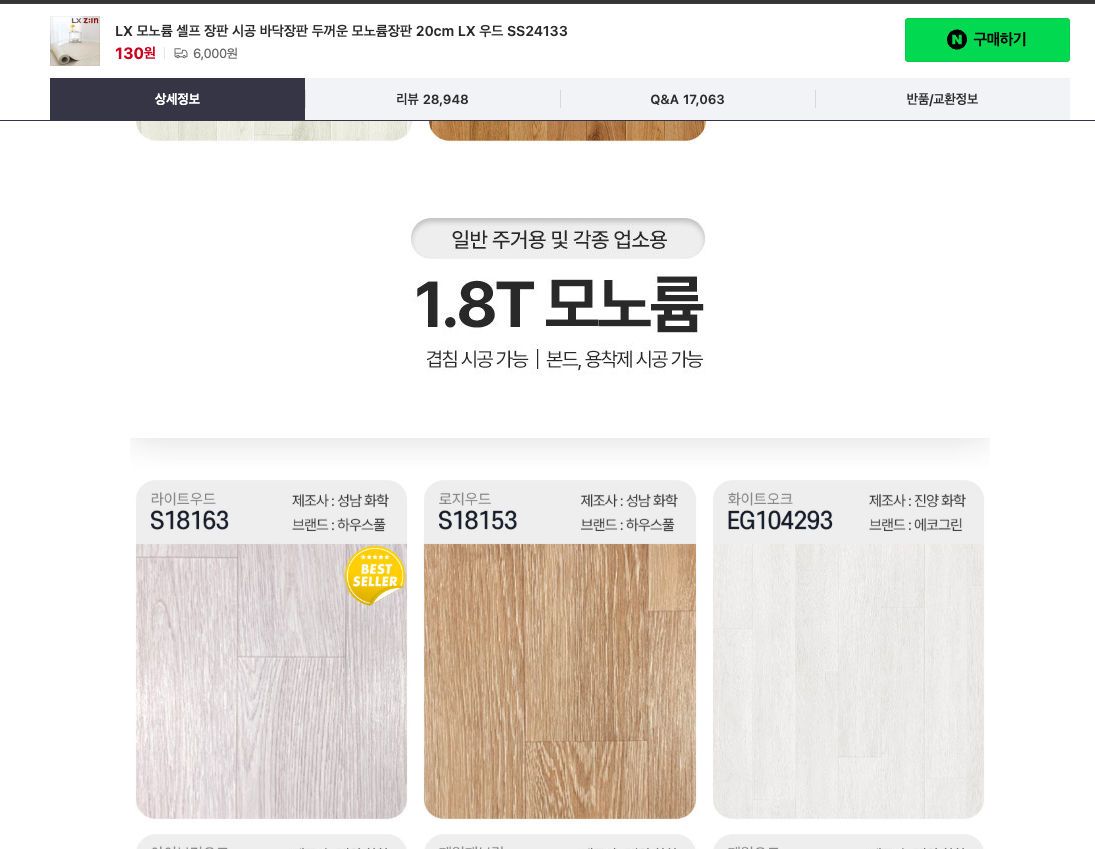 LX z:in
LX 모노륨 셀프 장판 시공 바닥장판 두꺼운 모노륨장판 20cm LX 우드 SS24133
130원 6,000원
N 구매하기
상세정보 리뷰 28,948 Q&A 17,063 반품/교환정보
일반 주거용 및 각종 업소용
1.8T 모노륨
겹침 시공 가능 | 본드, 용착제 시공 가능
라이트우드
S18163
제조사 : 성남 화학
브랜드 : 하우스풀
BEST
SELLER
로지우드
S18153
제조사 : 성남 화학
브랜드 : 하우스풀
화이트오크
EG104293
제조사 : 진양 화학
브랜드 : 에코그린